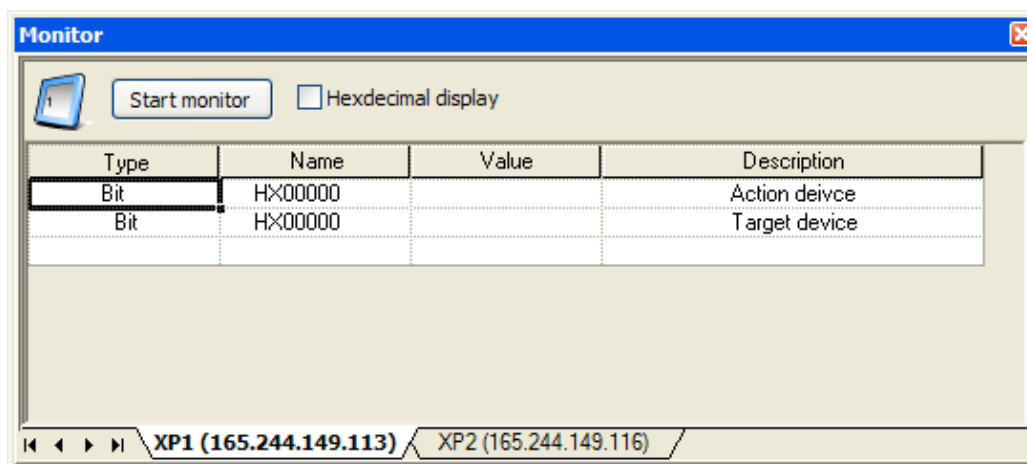 Monitor
1
Start monitor Hexdecimal display
Type Name Value Description
Bit HX00000 Action deivce
Bit HX00000 Target device
XP1 (165.244.149.113) XP2 (165.244.149.116)